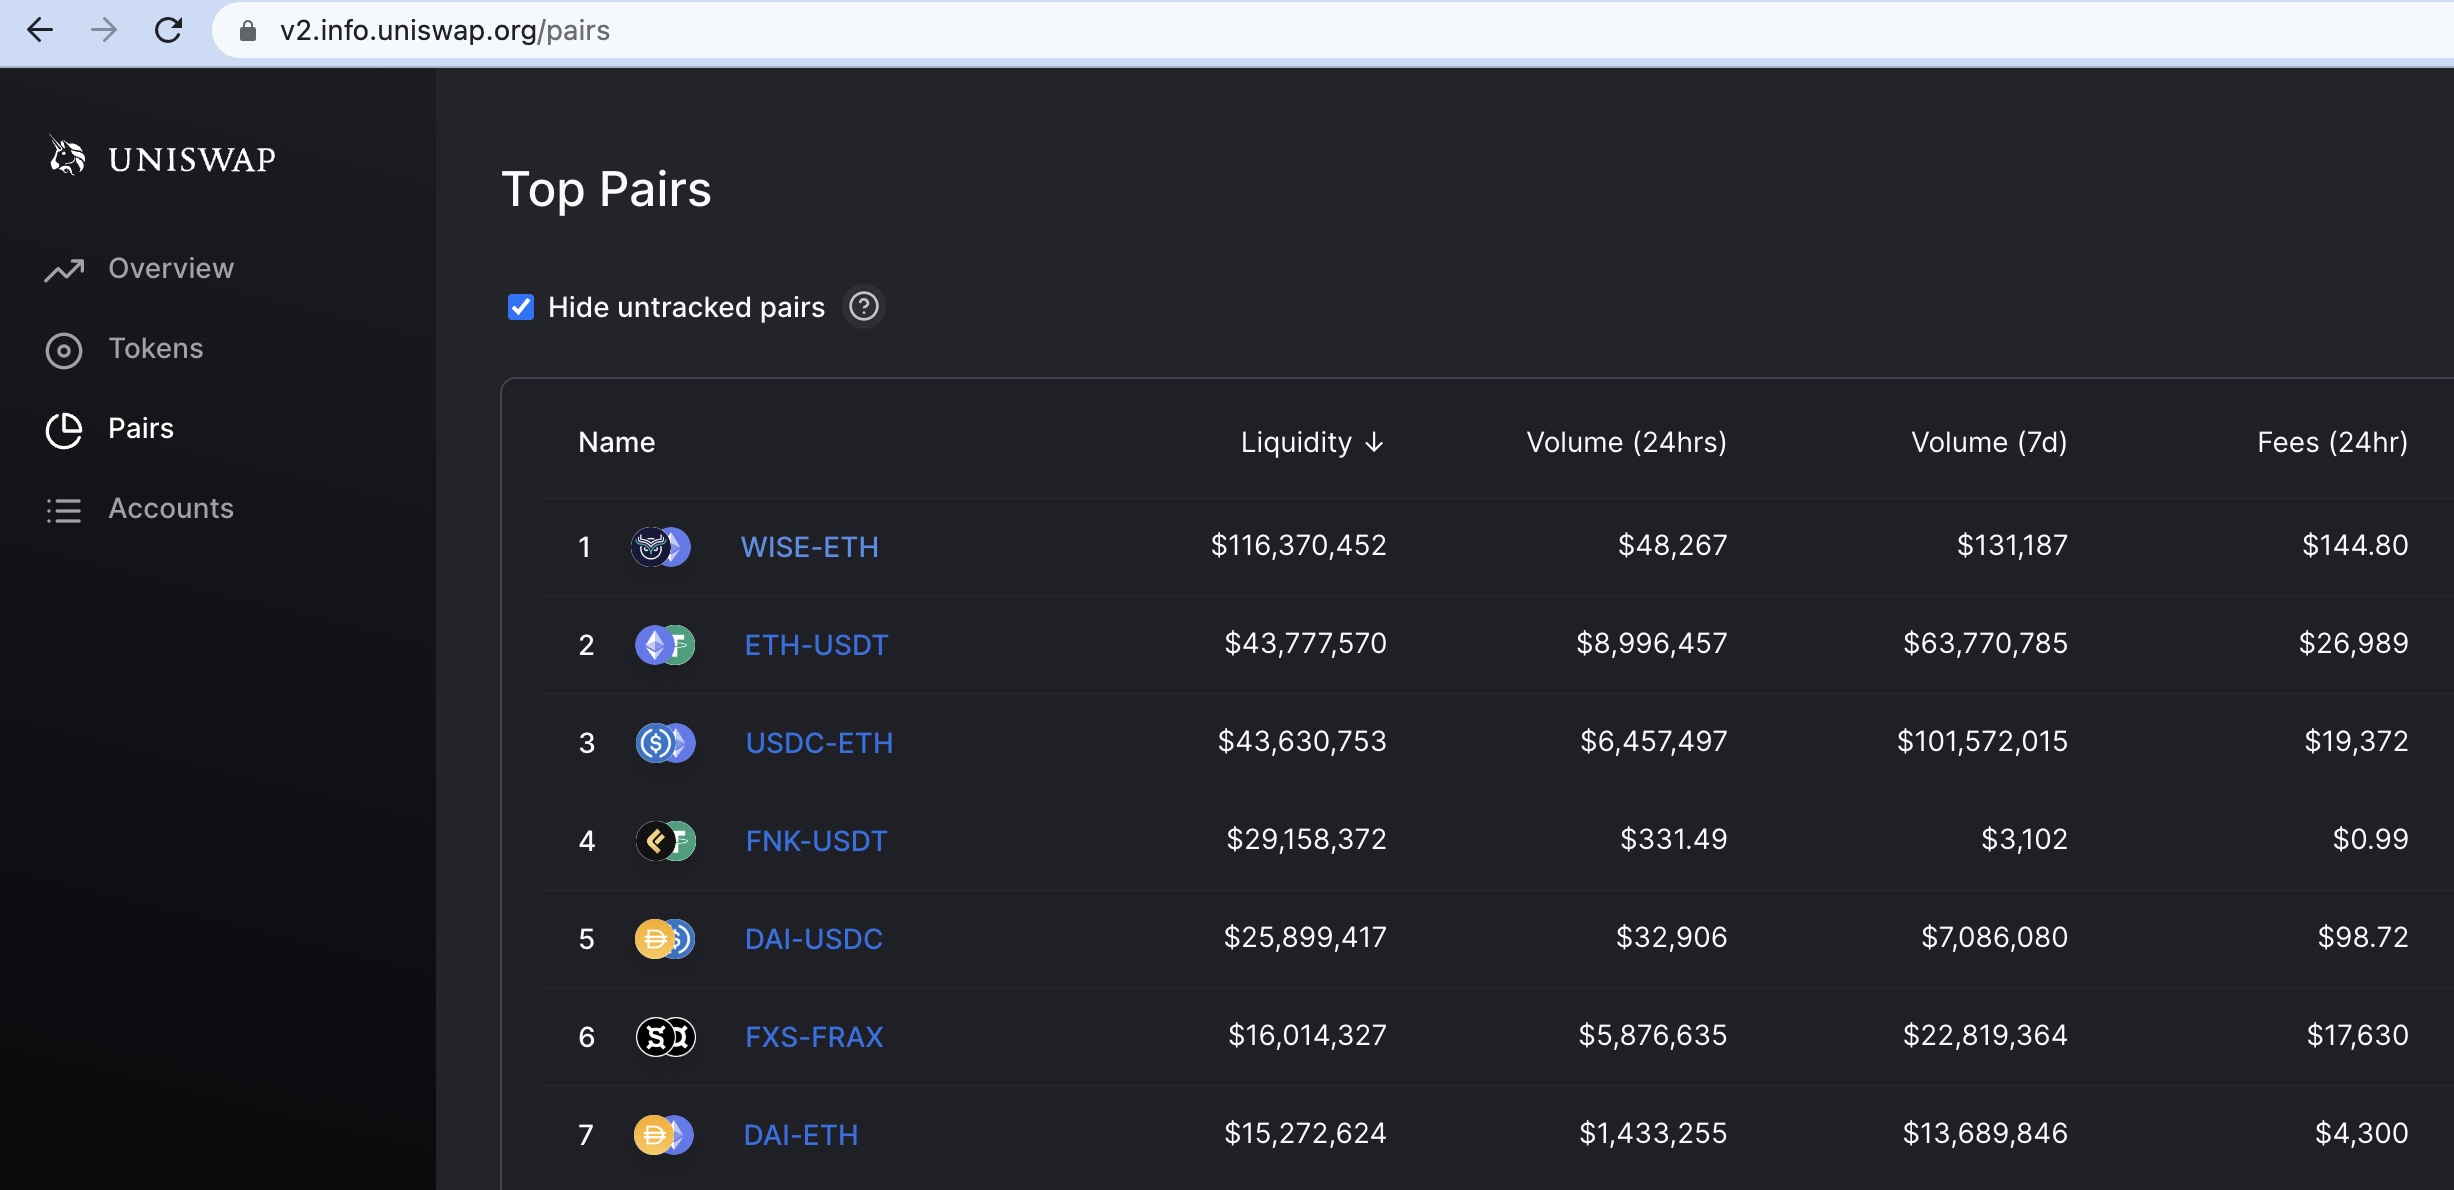 v2.info.uniswap.org/pairs
UNISWAP
Overview
Tokens
Pairs
Accounts
Top Pairs
Hide untracked pairs ?
Name Liquidity ↓ Volume (24hrs) Volume (7d) Fees (24hr)
1 WISE-ETH $116,370,452 $48,267 $131,187 $144.80
2 ETH-USDT $43,777,570 $8,996,457 $63,770,785 $26,989
3 USDC-ETH $43,630,753 $6,457,497 $101,572,015 $19,372
4 FNK-USDT $29,158,372 $331.49 $3,102 $0.99
5 DAI-USDC $25,899,417 $32,906 $7,086,080 $98.72
6 FXS-FRAX $16,014,327 $5,876,635 $22,819,364 $17,630
7 DAI-ETH $15,272,624 $1,433,255 $13,689,846 $4,300